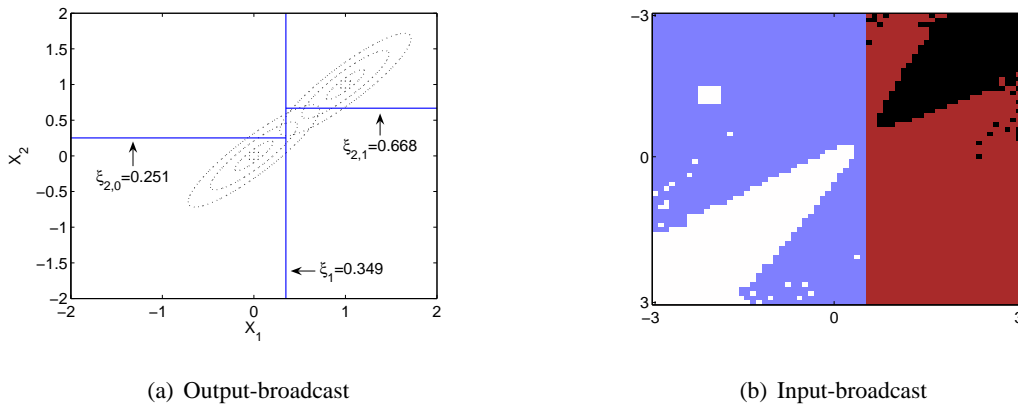 2
1.5
1
0.5
0
−0.5
−1
−1.5
−2
X2
ξ2,0=0.251
ξ2,1=0.668
ξ1=0.349
−2
−1
0
1
2
X1
−3
0
3
−3
0
3
(a) Output-broadcast
(b) Input-broadcast